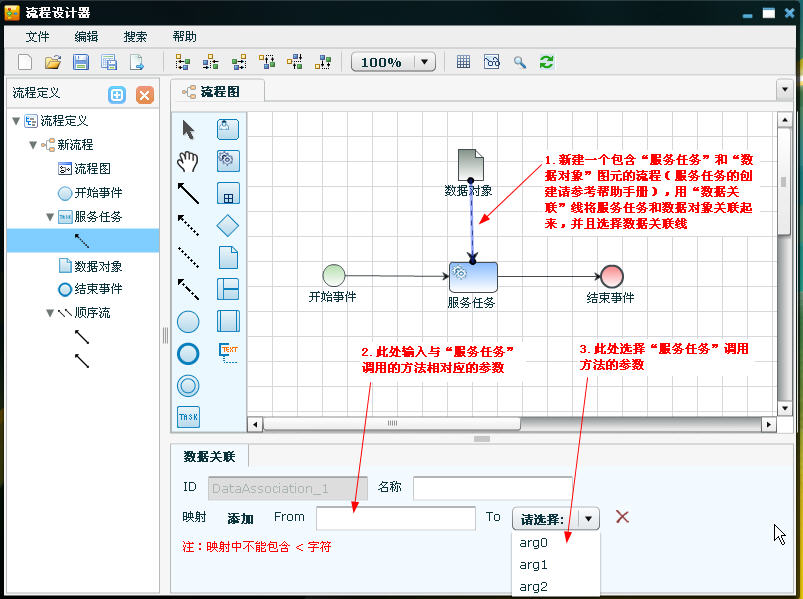 流程设计器
文件 编辑 搜索 帮助
100%
流程定义
流程图
流程定义
新流程
流程图
开始事件
服务任务
数据对象
结束事件
顺序流
TEXT
TASK
数据对象
1.新建一个包含“服务任务”和“数
据对象”图元的流程（服务任务的创
建请参考帮助手册），用“数据关
联”线将服务任务和数据对象关联起
来，并且选择数据关联线
开始事件
服务任务
结束事件
2.此处输入与“服务任务”
调用的方法相对应的参数
3.此处选择“服务任务”调用
方法的参数
数据关联
ID DataAssociation_1 名称
映射 添加 From To 请选择:
注：映射中不能包含 < 字符
arg0
arg1
arg2